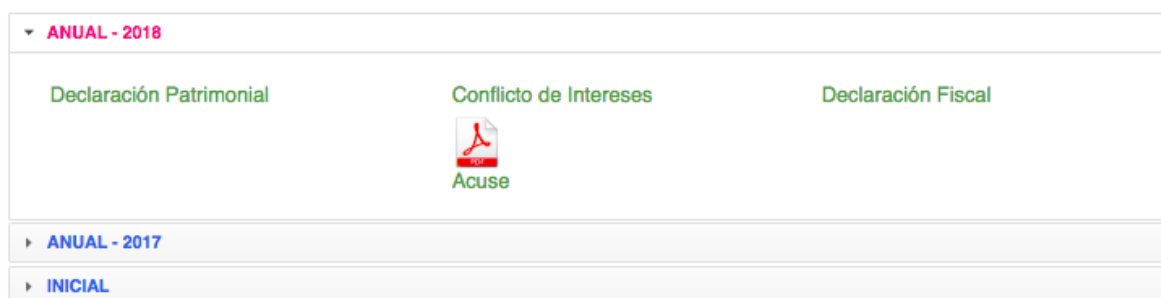 ANUAL - 2018
Declaración Patrimonial
Conflicto de Intereses
Declaración Fiscal
PDF
Acuse
ANUAL - 2017
INICIAL